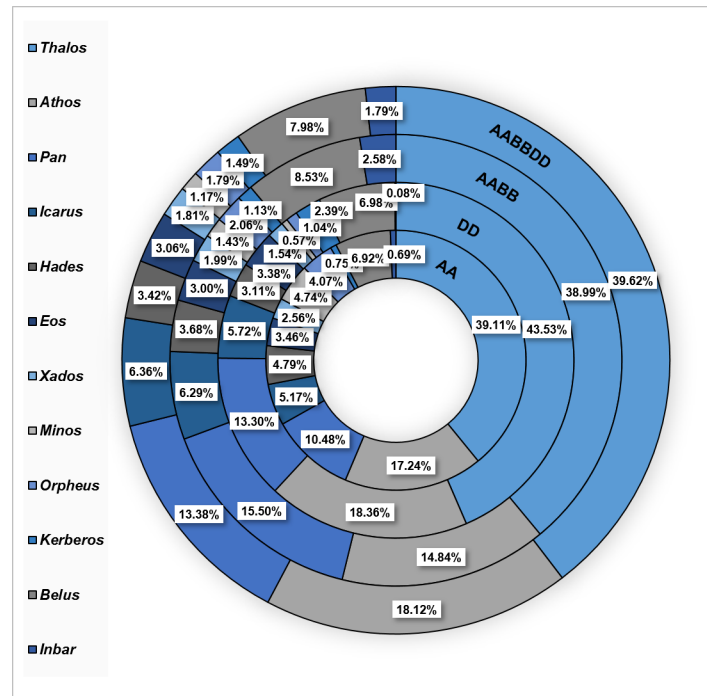 Thalos
Athos
Pan
Icarus
Hades
Eos
Xados
Minos
Orpheus
Kerberos
Belus
Inbar
AABBDD
AABB
DD
AA
1.79%
7.98%
2.58%
8.53%
1.49%
1.79%
1.17%
1.81%
3.06%
3.42%
6.36%
13.38%
18.12%
39.62%
1.13%
2.06%
1.43%
1.99%
3.00%
3.68%
6.29%
15.50%
14.84%
38.99%
0.08%
6.98%
2.39%
1.04%
0.57%
1.54%
3.38%
3.11%
5.72%
13.30%
18.36%
43.53%
0.69%
6.92%
4.07%
4.74%
2.56%
3.46%
4.79%
5.17%
10.48%
17.24%
39.11%